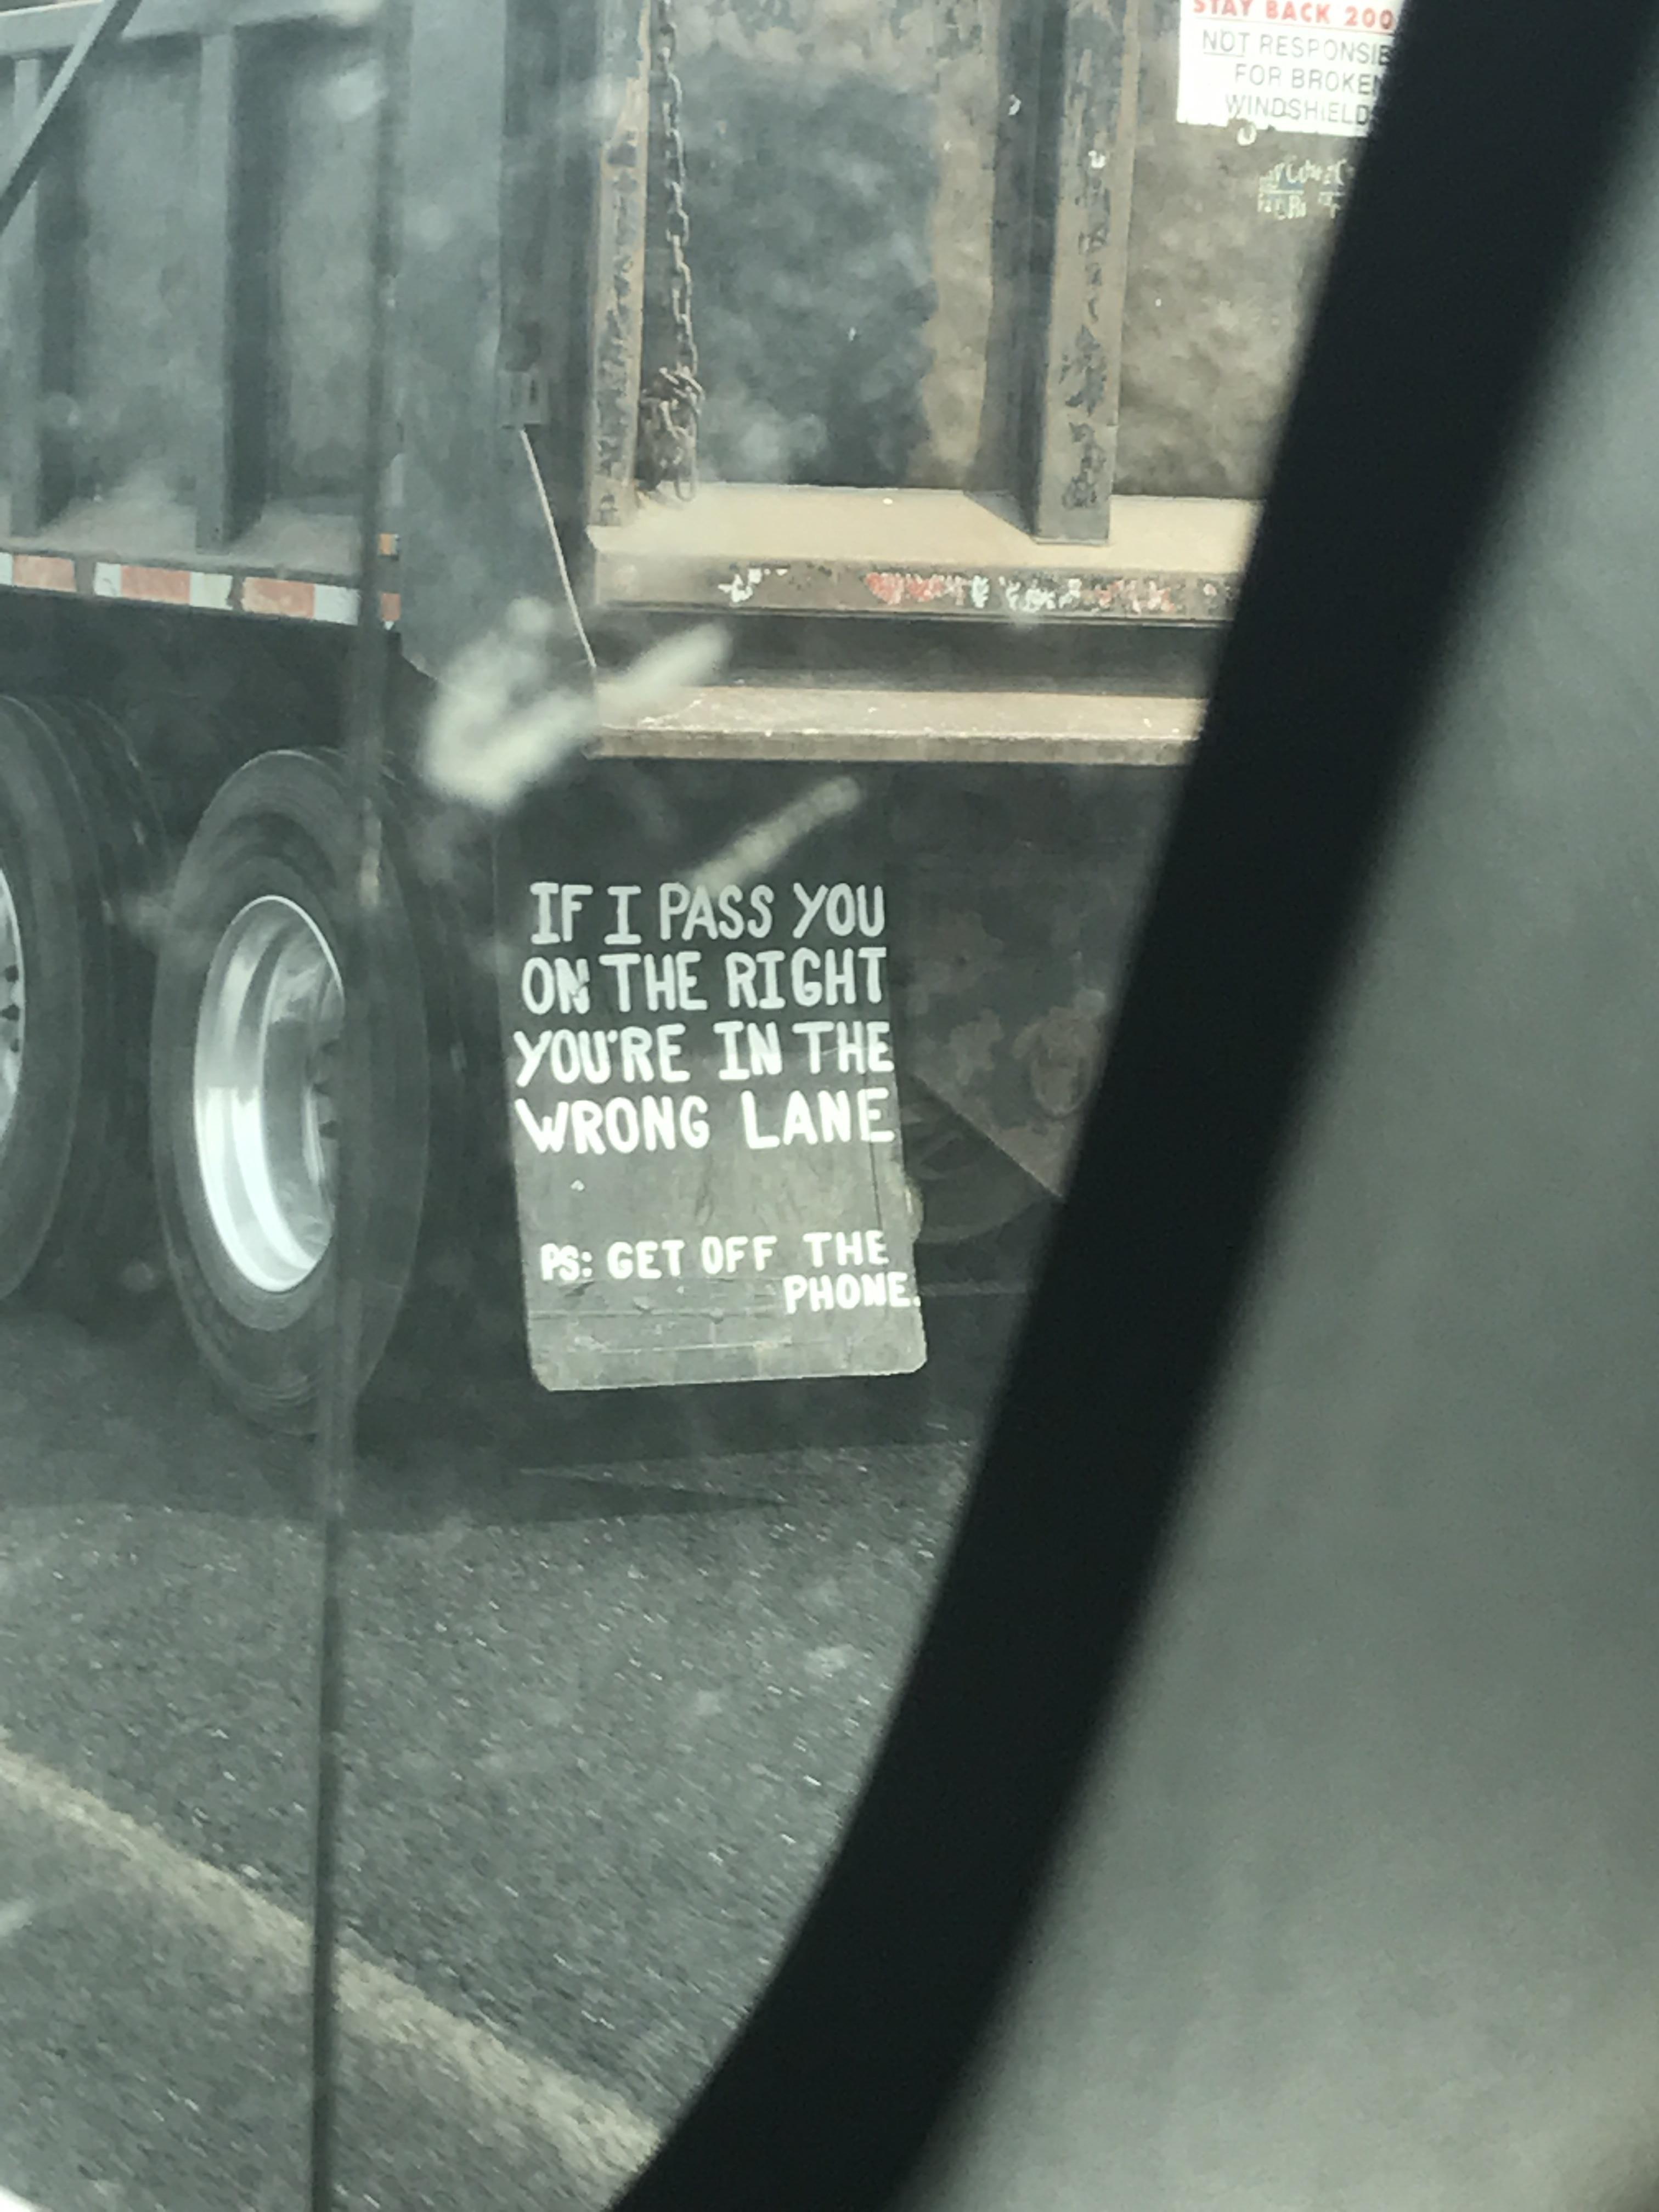 STAY BACK 200
NOT RESPONSIB
FOR BROKEN
WINDSHIELD
IF I PASS YOU
ON THE RIGHT
YOU'RE IN THE
WRONG LANE
PS: GET OFF THE
PHONE.